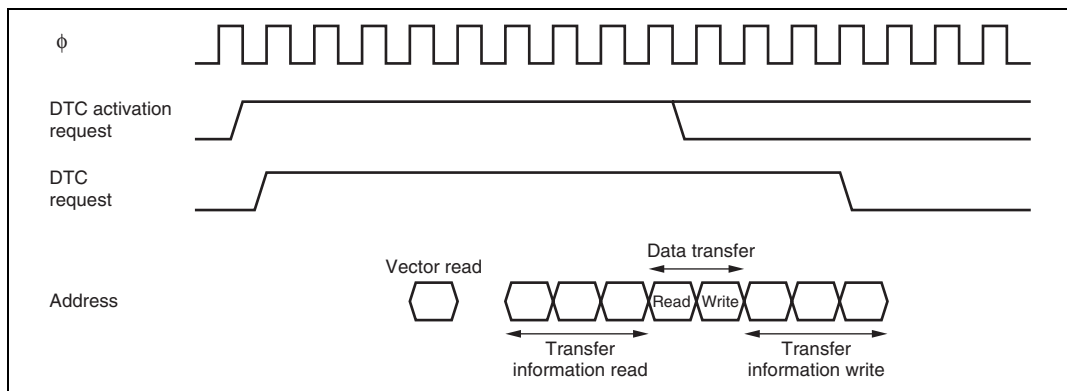 ϕ
DTC activation
request
DTC
request
Data transfer
Vector read
Address
Read Write
Transfer
information read
Transfer
information write